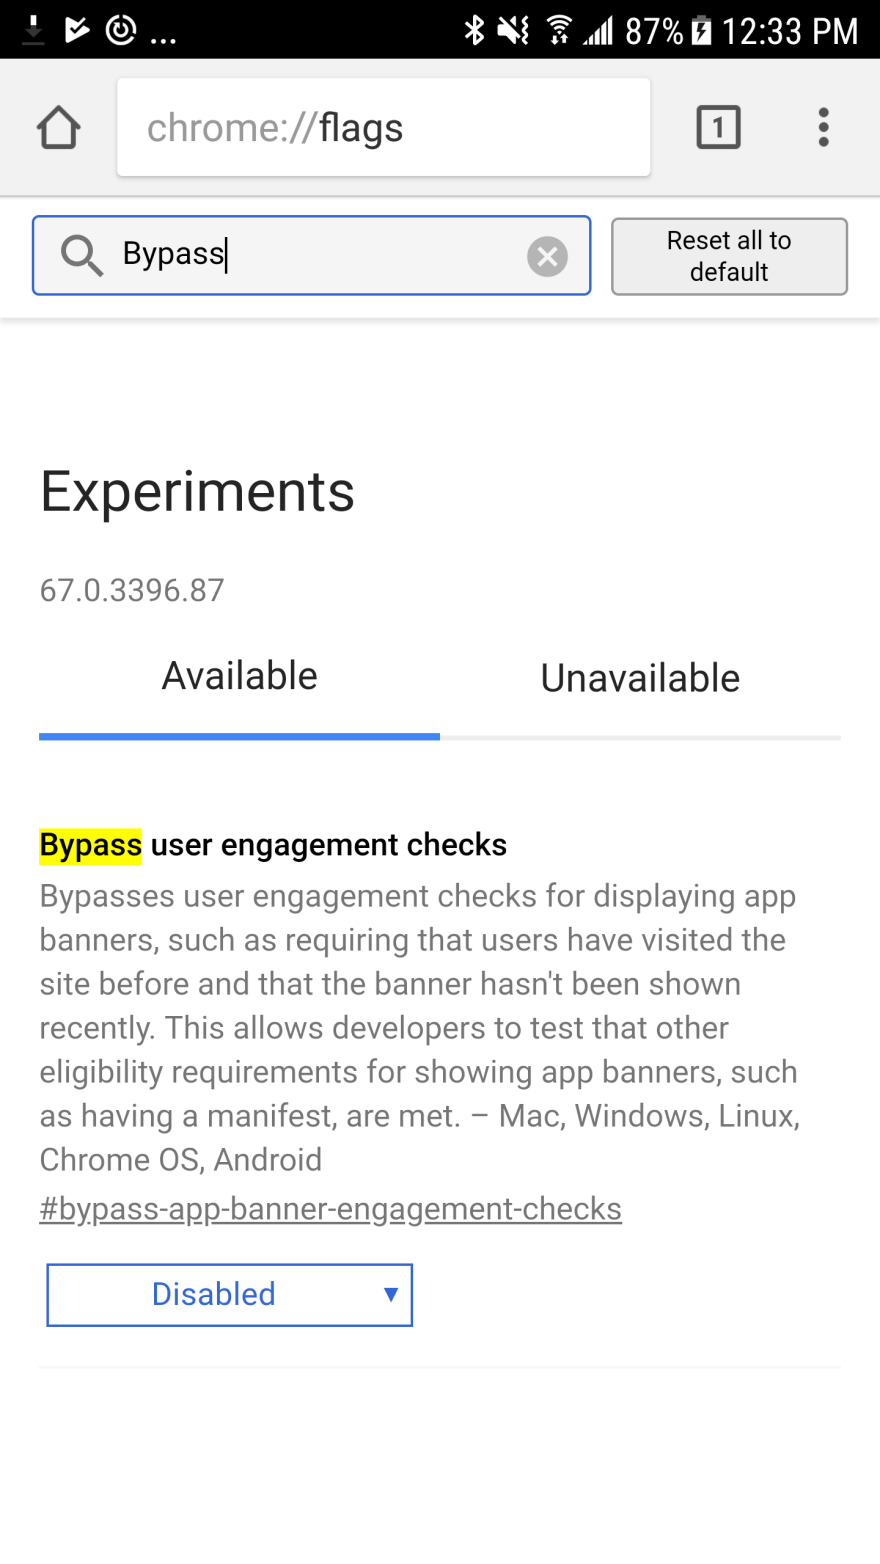 ... 87% 12:33 PM
chrome://flags
1
Bypass
Reset all to
default
Experiments
67.0.3396.87
Available Unavailable
Bypass user engagement checks
Bypasses user engagement checks for displaying app
banners, such as requiring that users have visited the
site before and that the banner hasn't been shown
recently. This allows developers to test that other
eligibility requirements for showing app banners, such
as having a manifest, are met. – Mac, Windows, Linux,
Chrome OS, Android
#bypass-app-banner-engagement-checks
Disabled